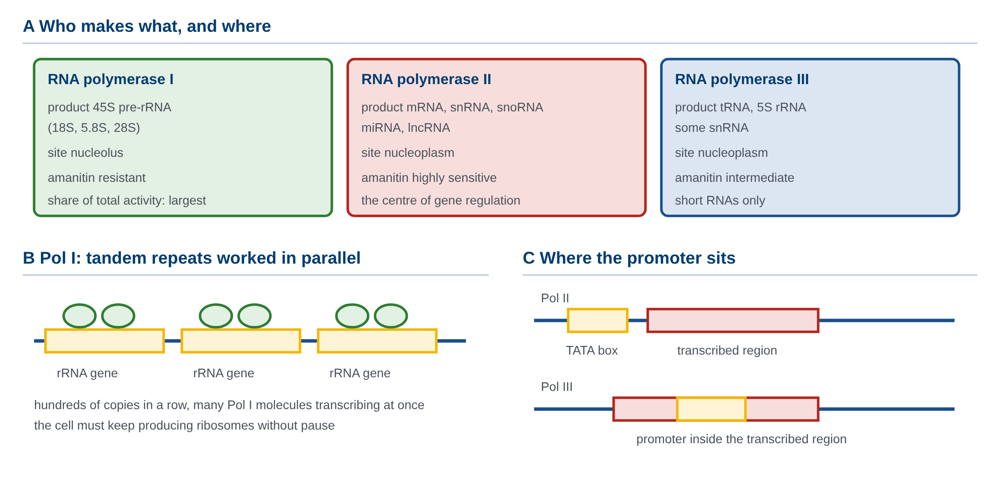 A Who makes what, and where
RNA polymerase I
product 45S pre-rRNA
(18S, 5.8S, 28S)
site nucleolus
amanitin resistant
share of total activity: largest
RNA polymerase II
product mRNA, snRNA, snoRNA
miRNA, lncRNA
site nucleoplasm
amanitin highly sensitive
the centre of gene regulation
RNA polymerase III
product tRNA, 5S rRNA
some snRNA
site nucleoplasm
amanitin intermediate
short RNAs only
B Pol I: tandem repeats worked in parallel
rRNA gene
rRNA gene
rRNA gene
hundreds of copies in a row, many Pol I molecules transcribing at once
the cell must keep producing ribosomes without pause
C Where the promoter sits
Pol II
TATA box
transcribed region
Pol III
promoter inside the transcribed region